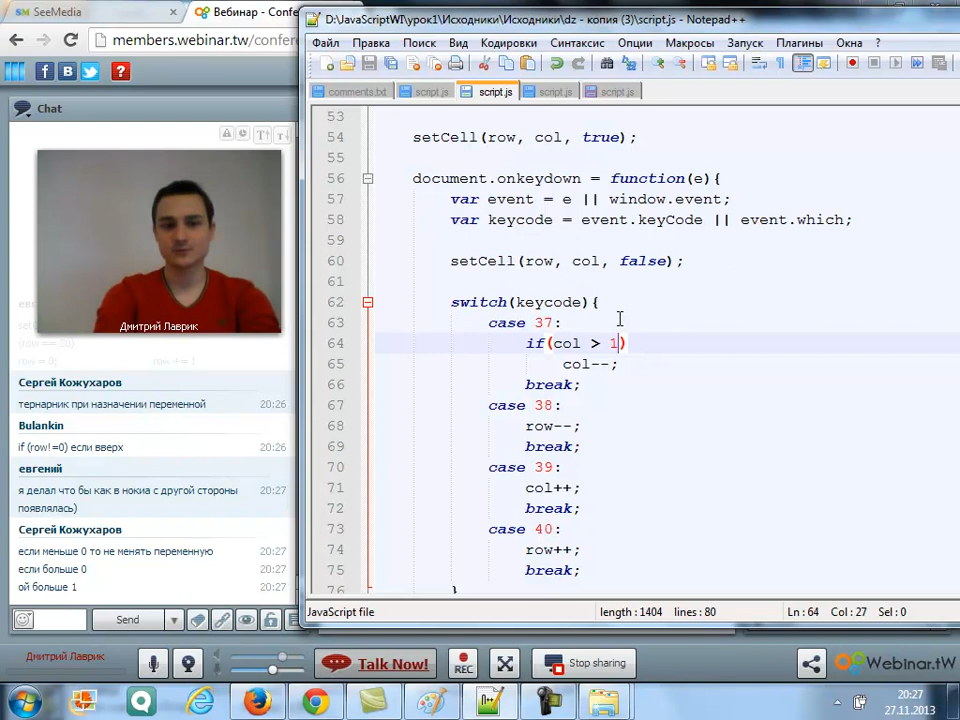 SeeMedia
Вебинар - Confe
members.webinar.tw/confere
D:\JavaScriptWI\урок1\Исходники\Исходники\dz - копия (3)\script.js - Notepad++
Файл Правка Поиск Вид Кодировки Синтаксис Опции Макросы Запуск Плагины Окна ?
comments.txt script.js script.js script.js script.js
Chat
Дмитрий Лаврик
Сергей Кожухаров
тернарник при назначении переменной 20:26
Bulankin
if (row!=0) если вверх 20:26
евгений
я делал что бы как в нокиа с другой стороны 20:27
появлялась)
Сергей Кожухаров
если меньше 0 то не менять переменную 20:27
если больше 0 20:27
ой больше 1 20:27
Send
53
54 setCell(row, col, true);
55
56 document.onkeydown = function(e){
57 var event = e || window.event;
58 var keycode = event.keyCode || event.which;
59
60 setCell(row, col, false);
61
62 switch(keycode){
63 case 37:
64 if(col > 1)
65 col--;
66 break;
67 case 38:
68 row--;
69 break;
70 case 39:
71 col++;
72 break;
73 case 40:
74 row++;
75 break;
76 }
JavaScript file length : 1404 lines : 80 Ln : 64 Col : 27 Sel : 0
Дмитрий Лаврик
Talk Now!
REC
Stop sharing
Webinar.tw
20:27
27.11.2013